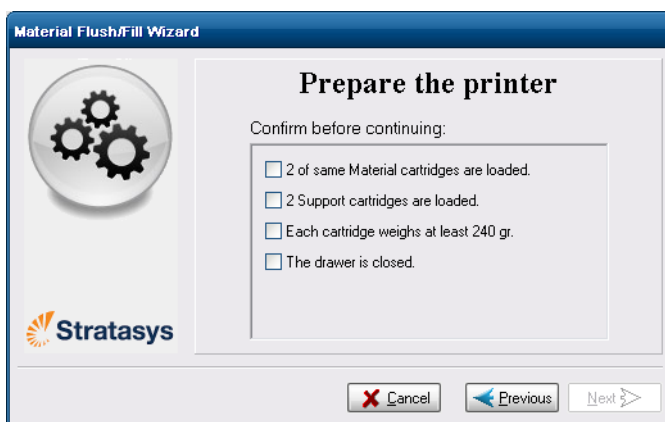 Material Flush/Fill Wizard
Prepare the printer
Confirm before continuing:
2 of same Material cartridges are loaded.
2 Support cartridges are loaded.
Each cartridge weighs at least 240 gr.
The drawer is closed.
Stratasys
Cancel
Previous
Next